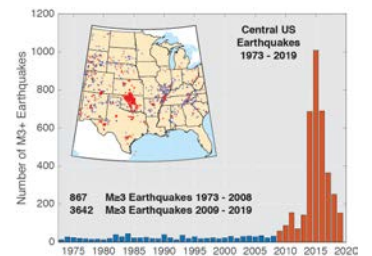 1200
1000
800
600
400
200
0
Number of M3+ Earthquakes
Central US
Earthquakes
1973 - 2019
867 M≥3 Earthquakes 1973 - 2008
3642 M≥3 Earthquakes 2009 - 2019
1975 1980 1985 1990 1995 2000 2005 2010 2015 2020